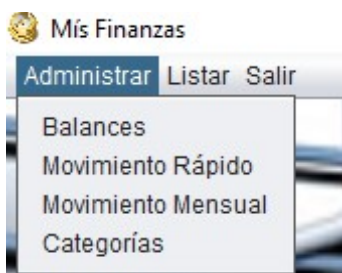 Mís Finanzas
Administrar Listar Salir
Balances
Movimiento Rápido
Movimiento Mensual
Categorías